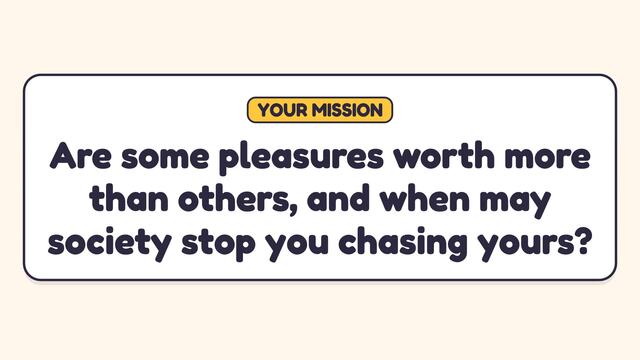 YOUR MISSION
Are some pleasures worth more
than others, and when may
society stop you chasing yours?